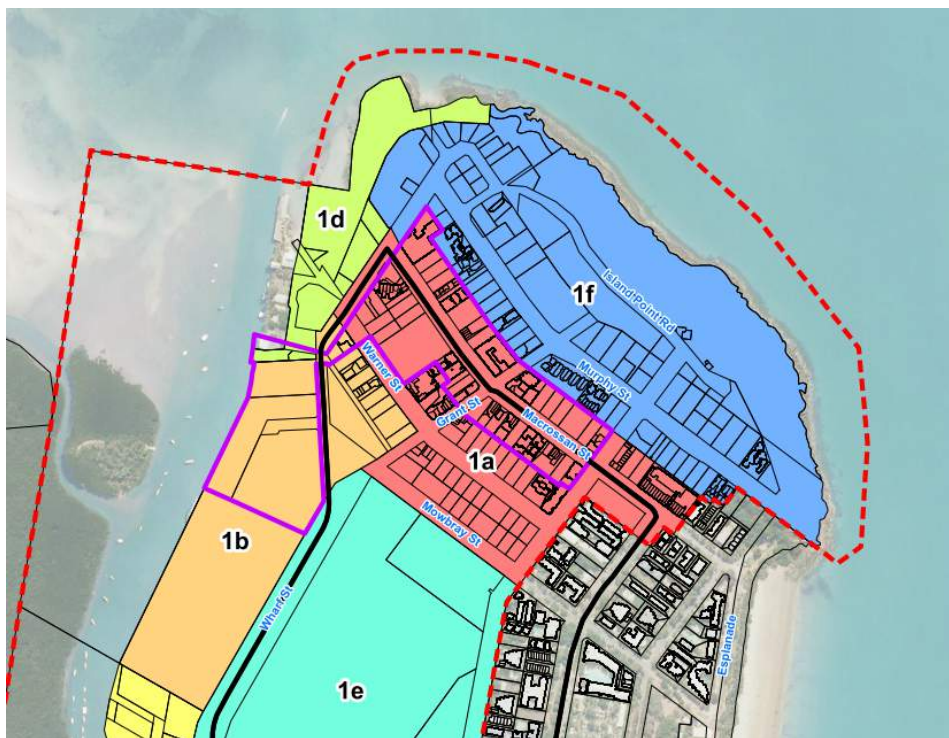 1d
1f
Island Point Rd
Murphy St
Warner St
Grant St
Macrossan St
1a
Mowbray St
1b
Wharf St
Esplanade
1e